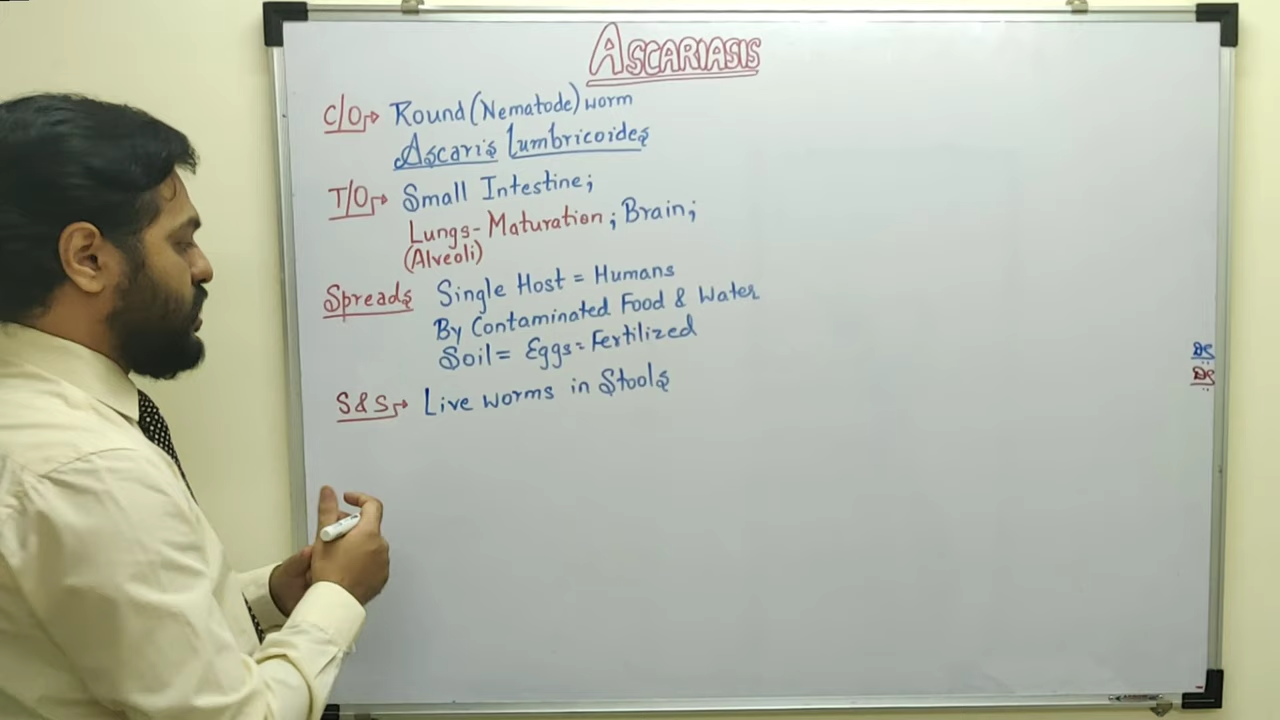 ASCARIASIS
C/O→ Round (Nematode) worm
Ascaris Lumbricoides
T/O→ Small Intestine;
Lungs-Maturation; Brain;
(Alveoli)
Spreads Single Host = Humans
By Contaminated Food & Water
Soil = Eggs = Fertilized
S&S→ Live worms in Stools